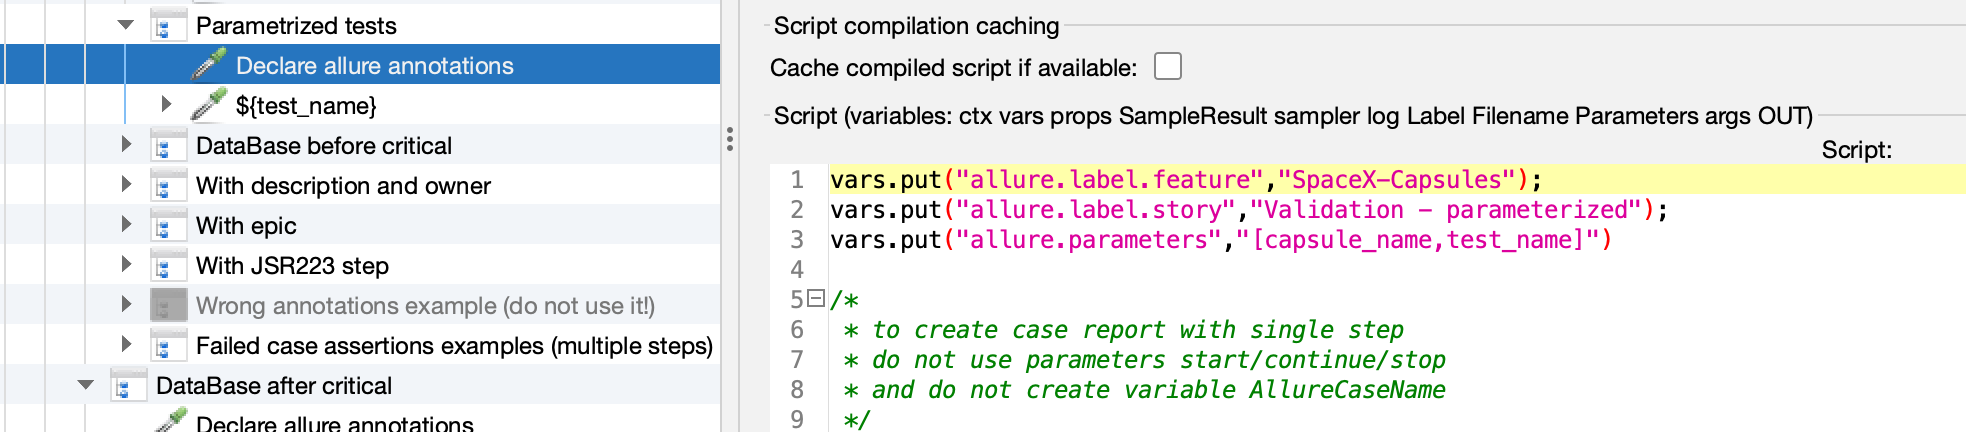 Parametrized tests
Declare allure annotations
${test_name}
DataBase before critical
With description and owner
With epic
With JSR223 step
Wrong annotations example (do not use it!)
Failed case assertions examples (multiple steps)
DataBase after critical
Declare allure annotations
Script compilation caching
Cache compiled script if available:
Script (variables: ctx vars props SampleResult sampler log Label Filename Parameters args OUT)
Script:
1 vars.put("allure.label.feature","SpaceX-Capsules");
2 vars.put("allure.label.story","Validation - parameterized");
3 vars.put("allure.parameters","[capsule_name,test_name]")
4
5 /*
6 * to create case report with single step
7 * do not use parameters start/continue/stop
8 * and do not create variable AllureCaseName
9 */